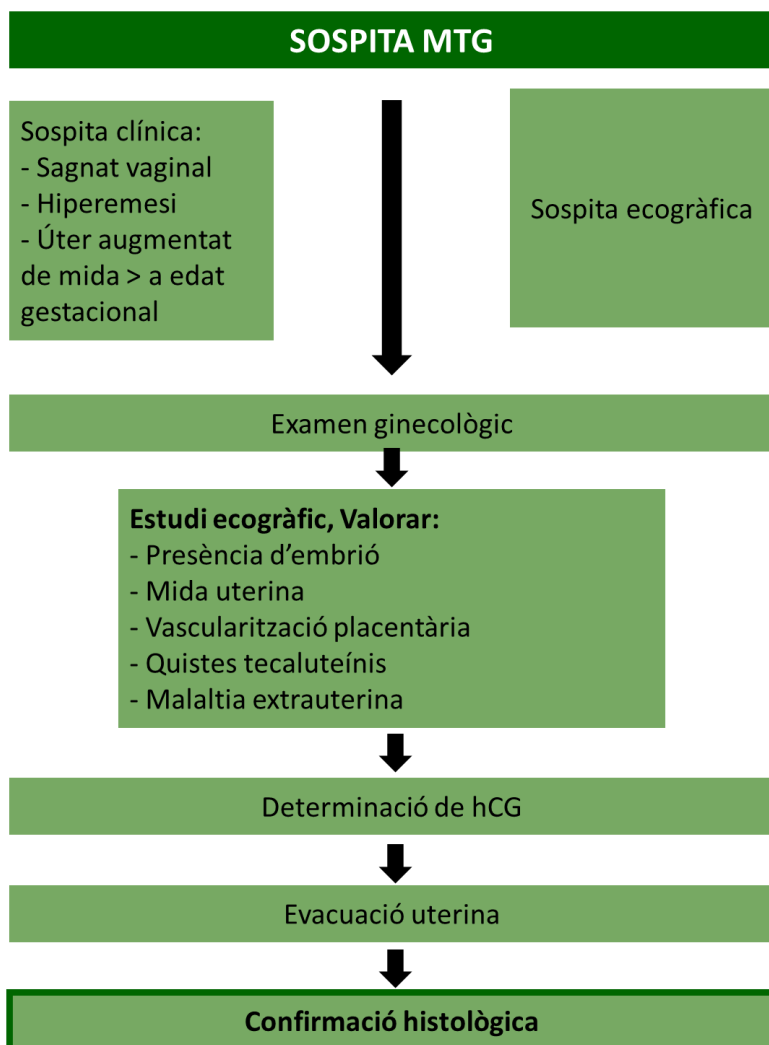 SOSPITA MTG
Sospita clínica:
- Sagnat vaginal
- Hiperemesi
- Úter augmentat
de mida > a edat
gestacional
Sospita ecogràfica
Examen ginecològic
Estudi ecogràfic, Valorar:
- Presència d’embrió
- Mida uterina
- Vascularització placentària
- Quistes tecaluteínis
- Malaltia extrauterina
Determinació de hCG
Evacuació uterina
Confirmació histològica